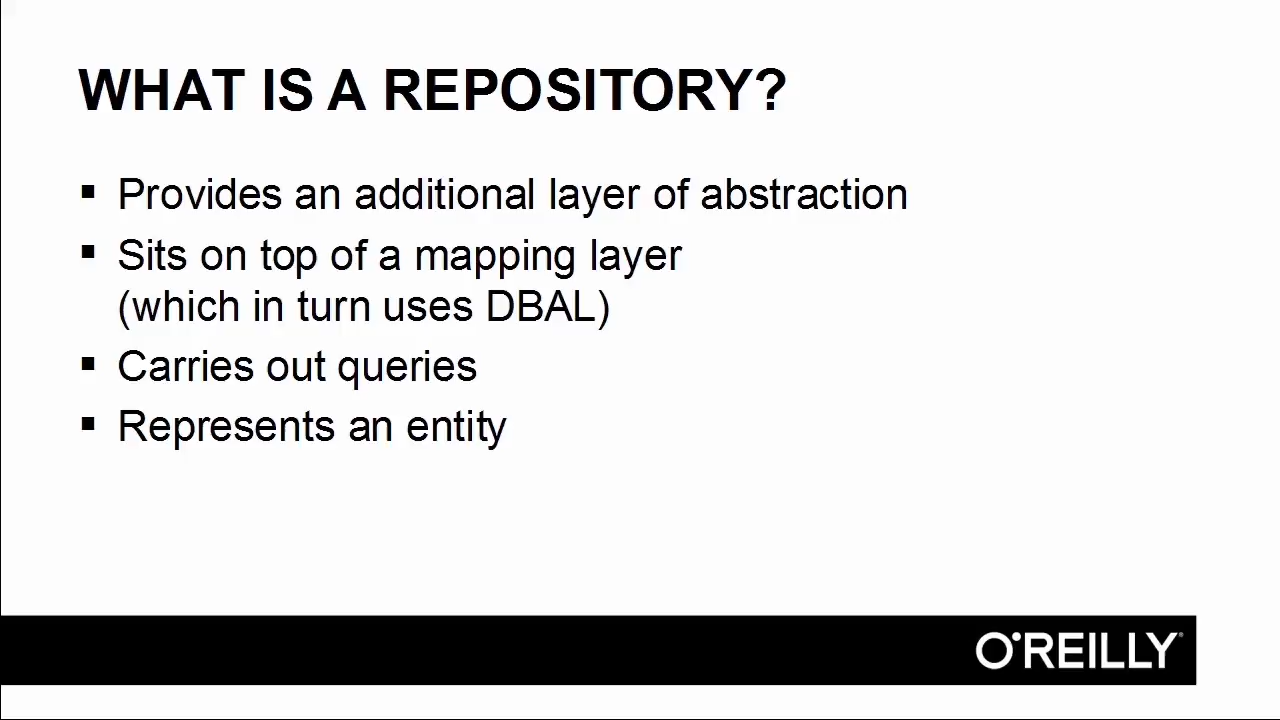 WHAT IS A REPOSITORY?
▪ Provides an additional layer of abstraction
▪ Sits on top of a mapping layer
(which in turn uses DBAL)
▪ Carries out queries
▪ Represents an entity
O'REILLY®